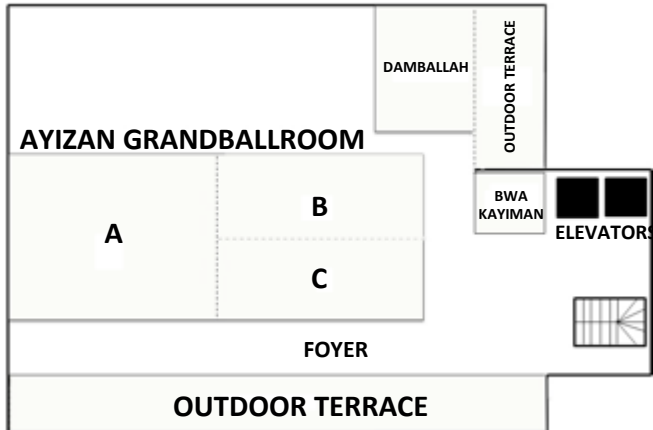 DAMBALLAH
OUTDOOR TERRACE
AYIZAN GRANDBALLROOM
A
B
C
BWA
KAYIMAN
ELEVATORS
FOYER
OUTDOOR TERRACE